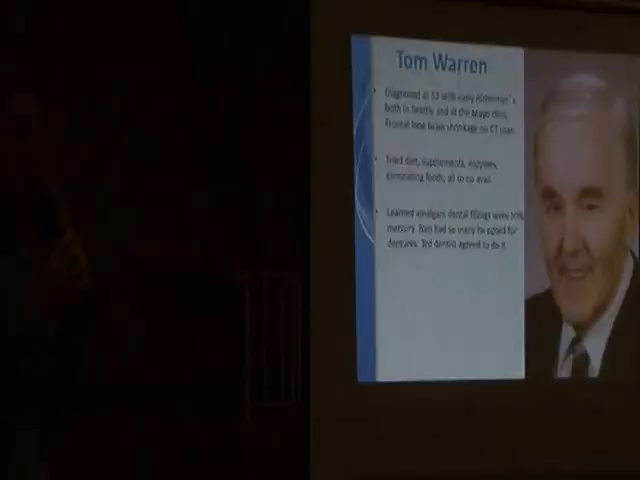 Tom Warren
• Diagnosed at 53 with early Alzheimer's
both in Seattle and at the Mayo clinic.
Frontal lobe brain shrinkage on CT scan.
• Tried diet, supplements, enzymes,
eliminating foods, all to no avail.
• Learned amalgam dental fillings were 50%
mercury. Tom had so many he opted for
dentures. 3rd dentist agreed to do it